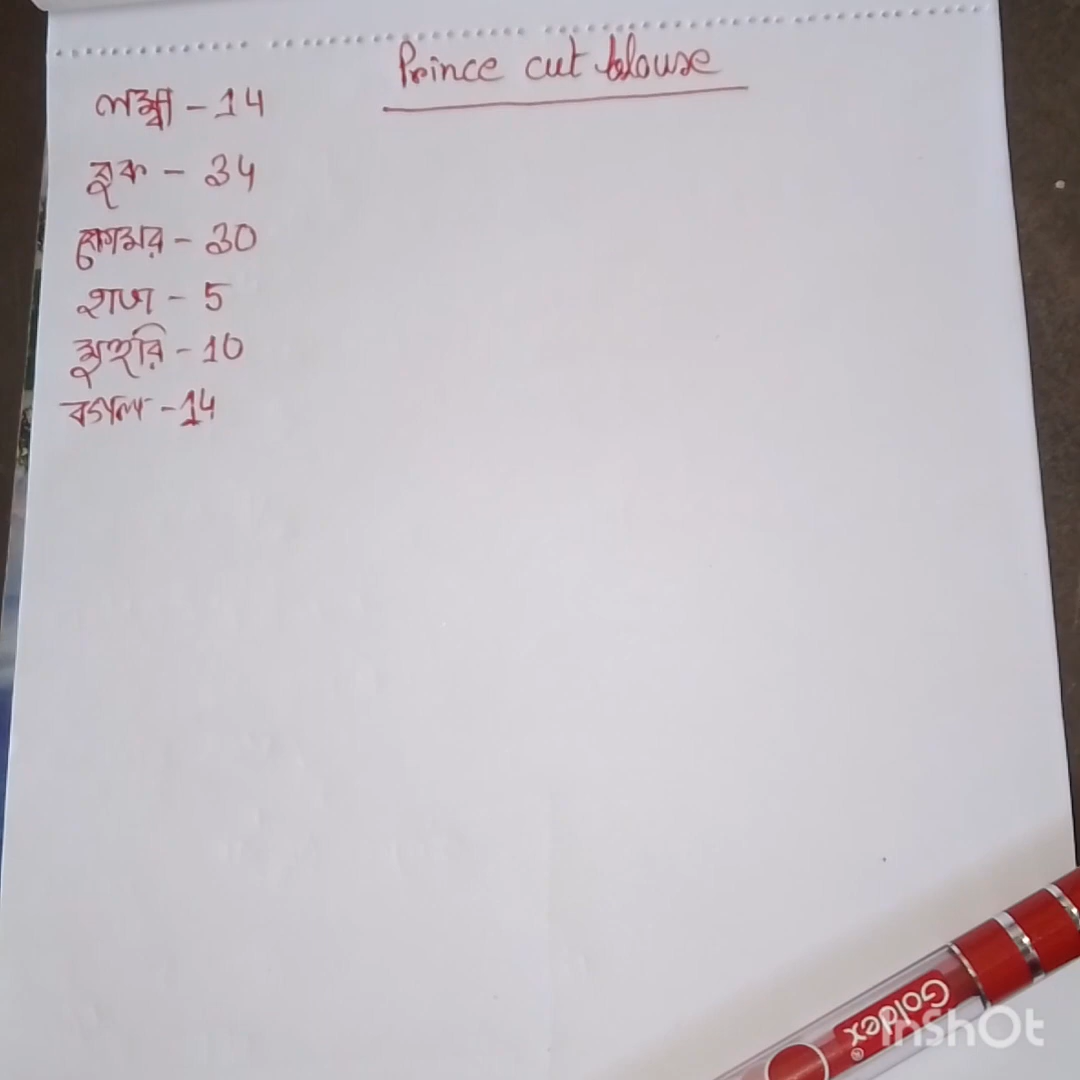 Prince cut blouse
লম্বা - 14
বুক - 34
কোমর - 30
হাতা - 5
মুহুরি - 10
বগল - 14
Goldex
InShOt